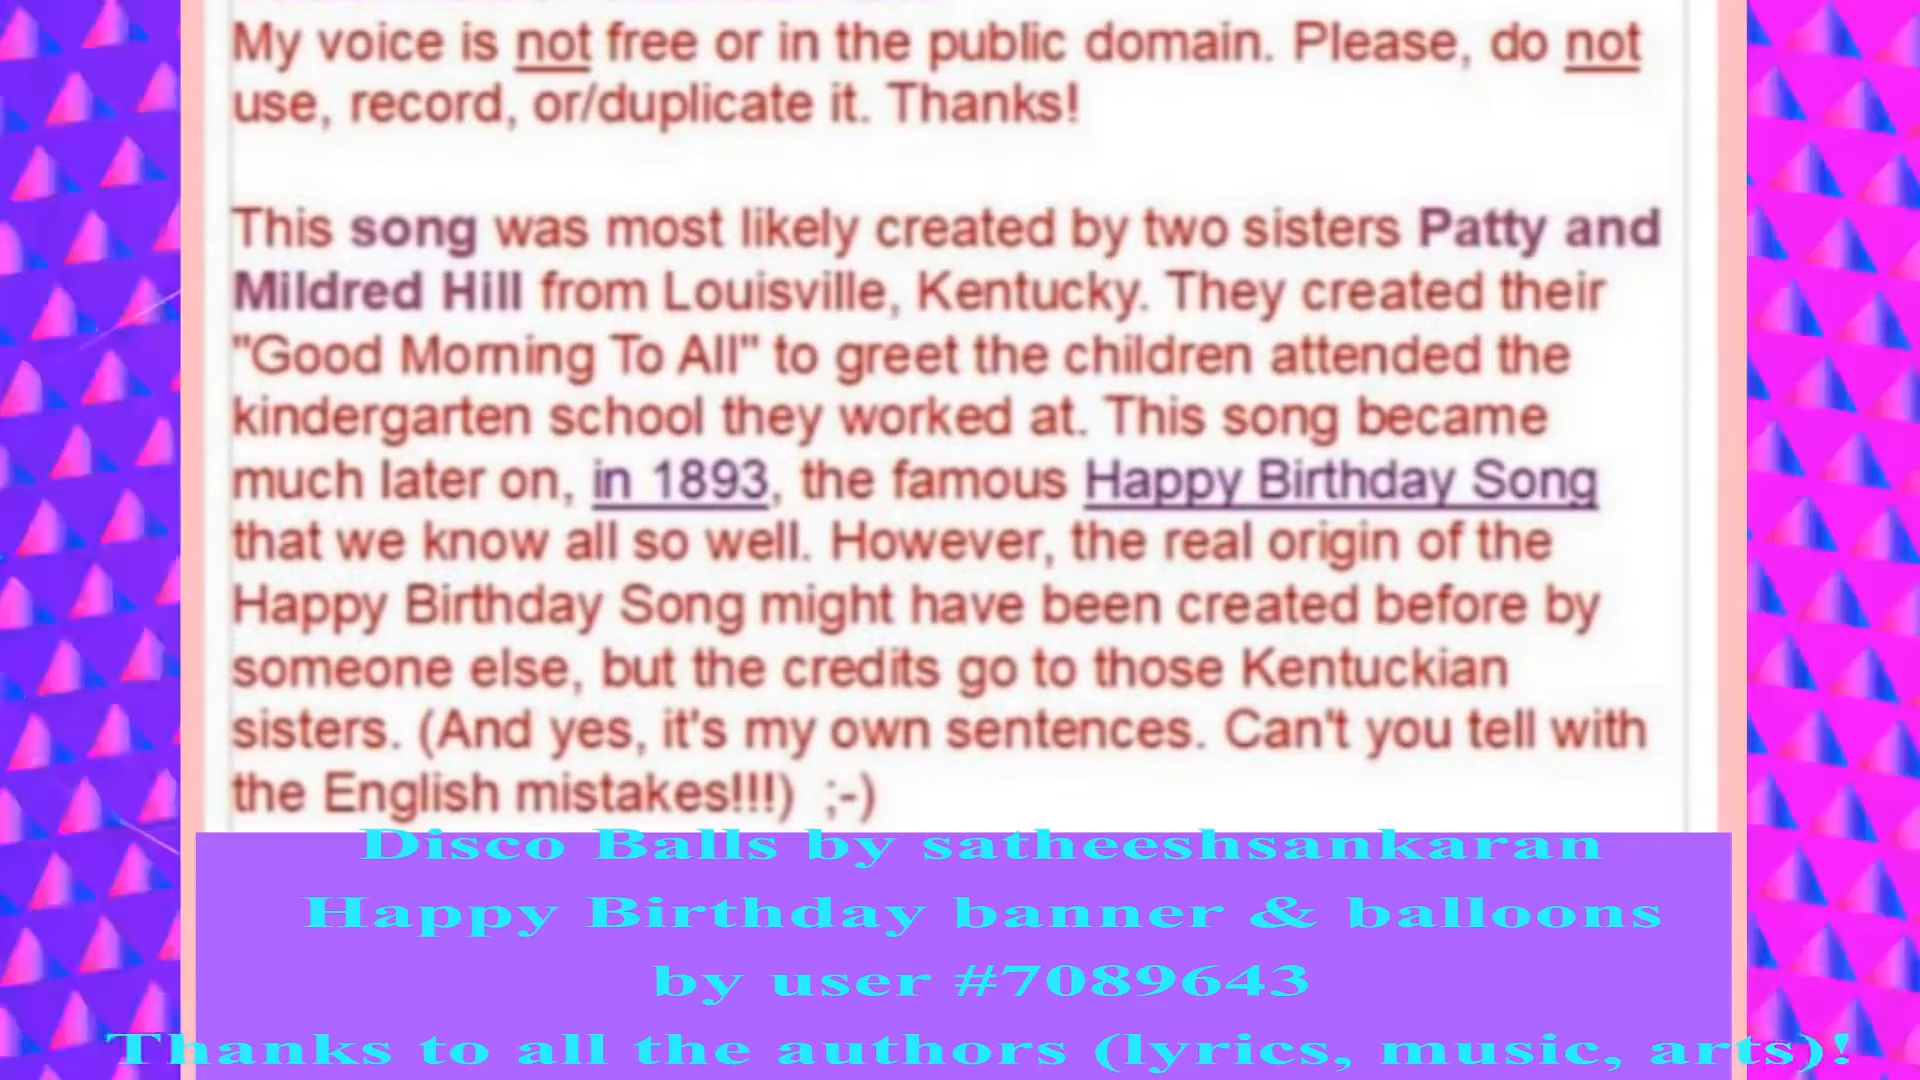 My voice is not free or in the public domain. Please, do not
use, record, or/duplicate it. Thanks!
This song was most likely created by two sisters Patty and
Mildred Hill from Louisville, Kentucky. They created their
"Good Morning To All" to greet the children attended the
kindergarten school they worked at. This song became
much later on, in 1893, the famous Happy Birthday Song
that we know all so well. However, the real origin of the
Happy Birthday Song might have been created before by
someone else, but the credits go to those Kentuckian
sisters. (And yes, it's my own sentences. Can't you tell with
the English mistakes!!!) ;-)
Disco Balls by satheeshsankaran
Happy Birthday banner & balloons
by user #7089643
Thanks to all the authors (lyrics, music, arts)!